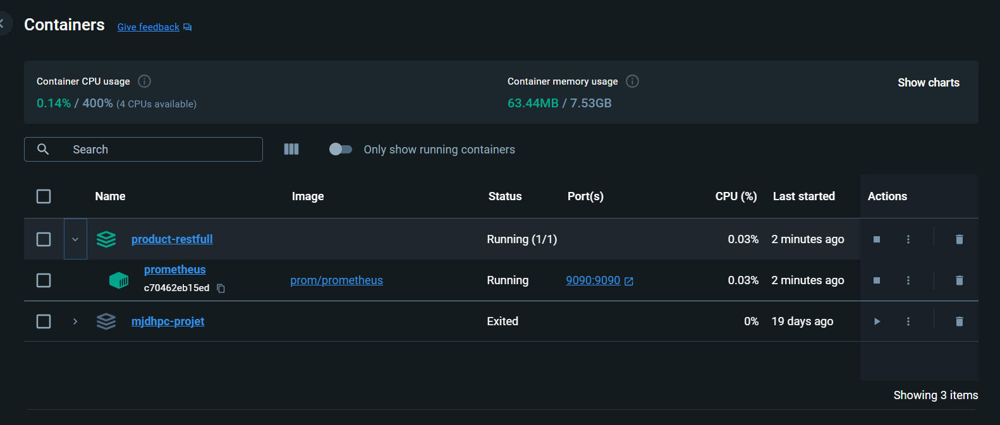 Containers Give feedback
Container CPU usage
0.14% / 400% (4 CPUs available)
Container memory usage
63.44MB / 7.53GB
Show charts
Search
Only show running containers
Name Image Status Port(s) CPU (%) Last started Actions
product-restfull Running (1/1) 0.03% 2 minutes ago
prometheus
c70462eb15ed
prom/prometheus Running 9090:9090 0.03% 2 minutes ago
mjdhpc-projet Exited 0% 19 days ago
Showing 3 items